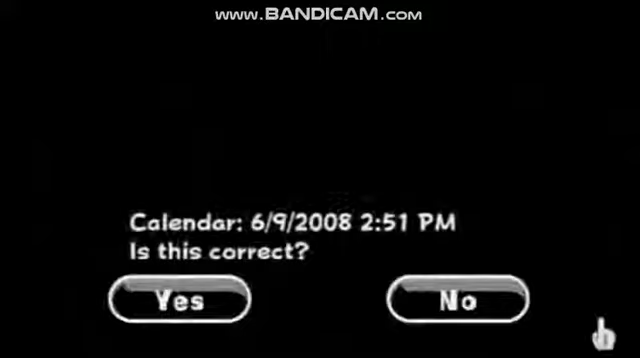 www.BANDICAM.com
Calendar: 6/9/2008 2:51 PM
Is this correct?
Yes
No